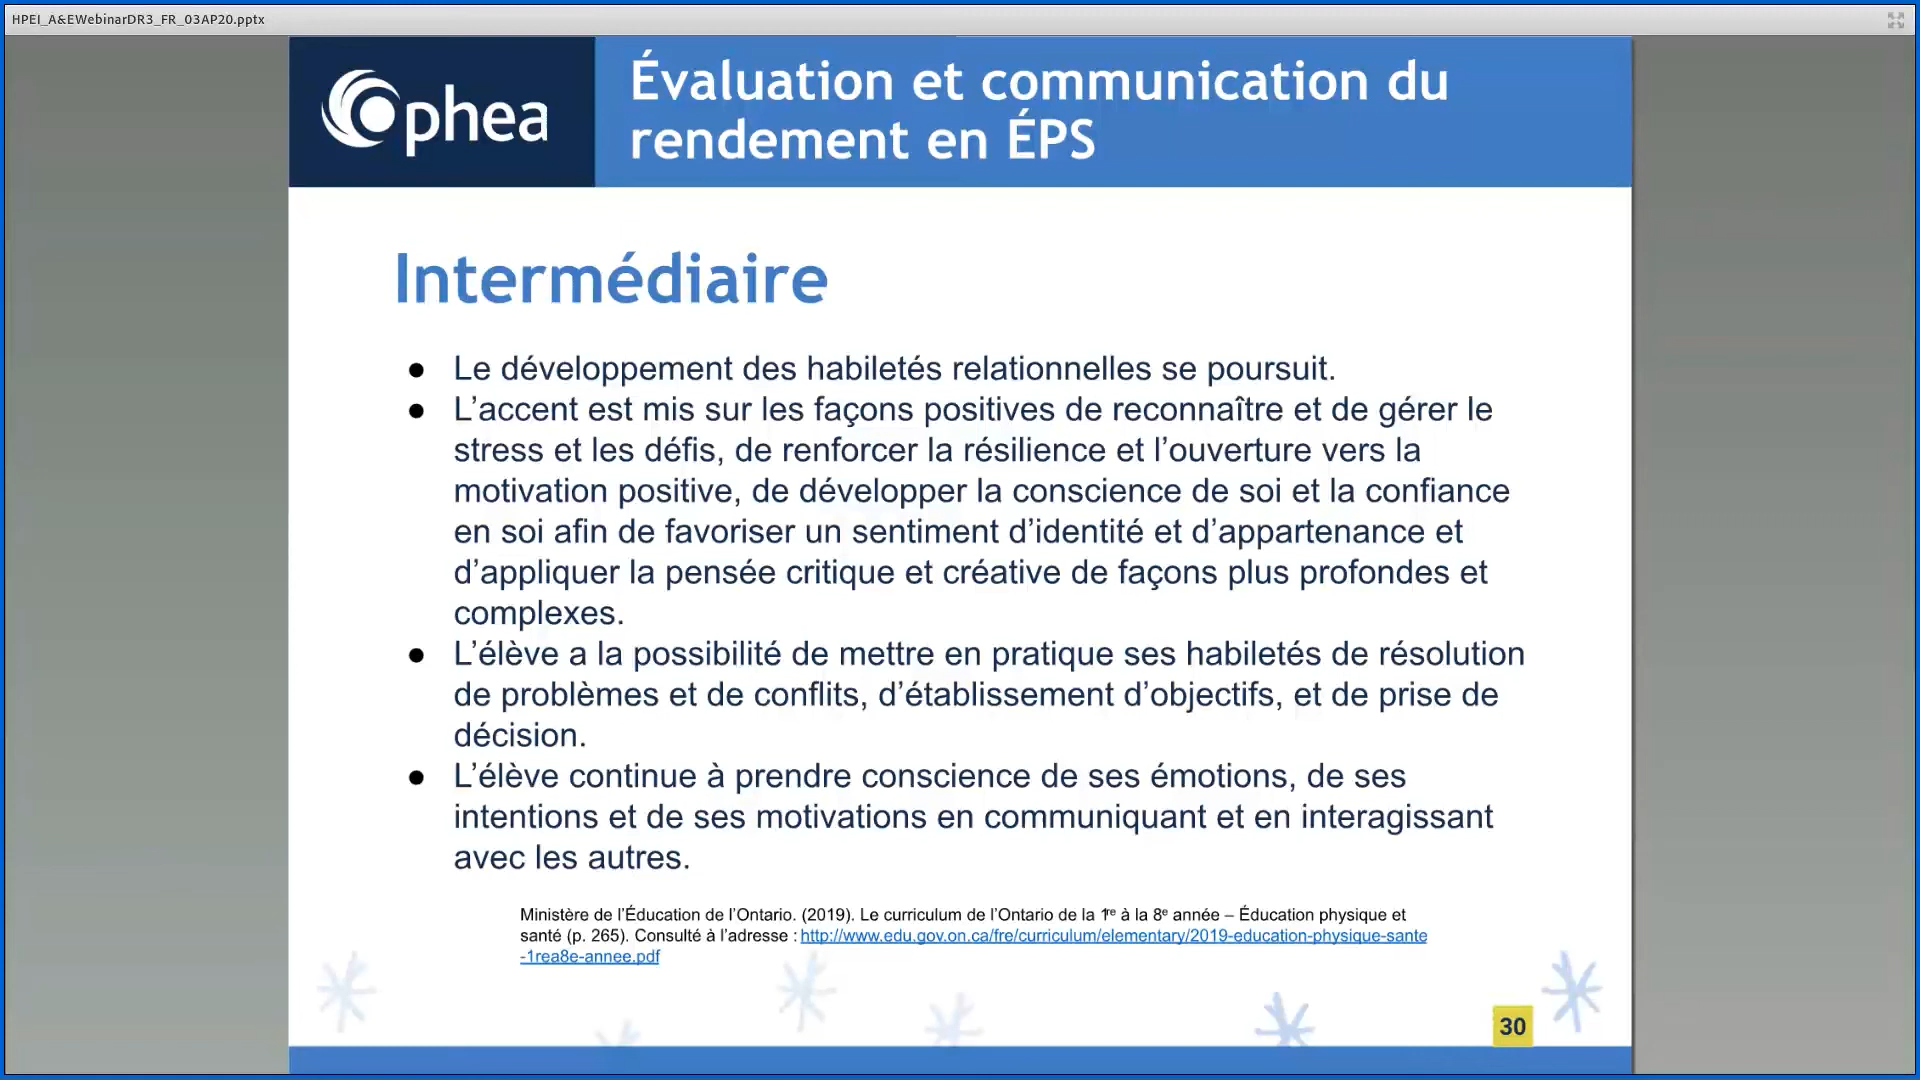 HPEI_A&EWebinarDR3_FR_03AP20.pptx
Ophea
Évaluation et communication du
rendement en ÉPS
Intermédiaire
● Le développement des habiletés relationnelles se poursuit.
● L’accent est mis sur les façons positives de reconnaître et de gérer le
stress et les défis, de renforcer la résilience et l’ouverture vers la
motivation positive, de développer la conscience de soi et la confiance
en soi afin de favoriser un sentiment d’identité et d’appartenance et
d’appliquer la pensée critique et créative de façons plus profondes et
complexes.
● L’élève a la possibilité de mettre en pratique ses habiletés de résolution
de problèmes et de conflits, d’établissement d’objectifs, et de prise de
décision.
● L’élève continue à prendre conscience de ses émotions, de ses
intentions et de ses motivations en communiquant et en interagissant
avec les autres.
Ministère de l’Éducation de l’Ontario. (2019). Le curriculum de l’Ontario de la 1re à la 8e année – Éducation physique et
santé (p. 265). Consulté à l’adresse : http://www.edu.gov.on.ca/fre/curriculum/elementary/2019-education-physique-sante
-1rea8e-annee.pdf
30